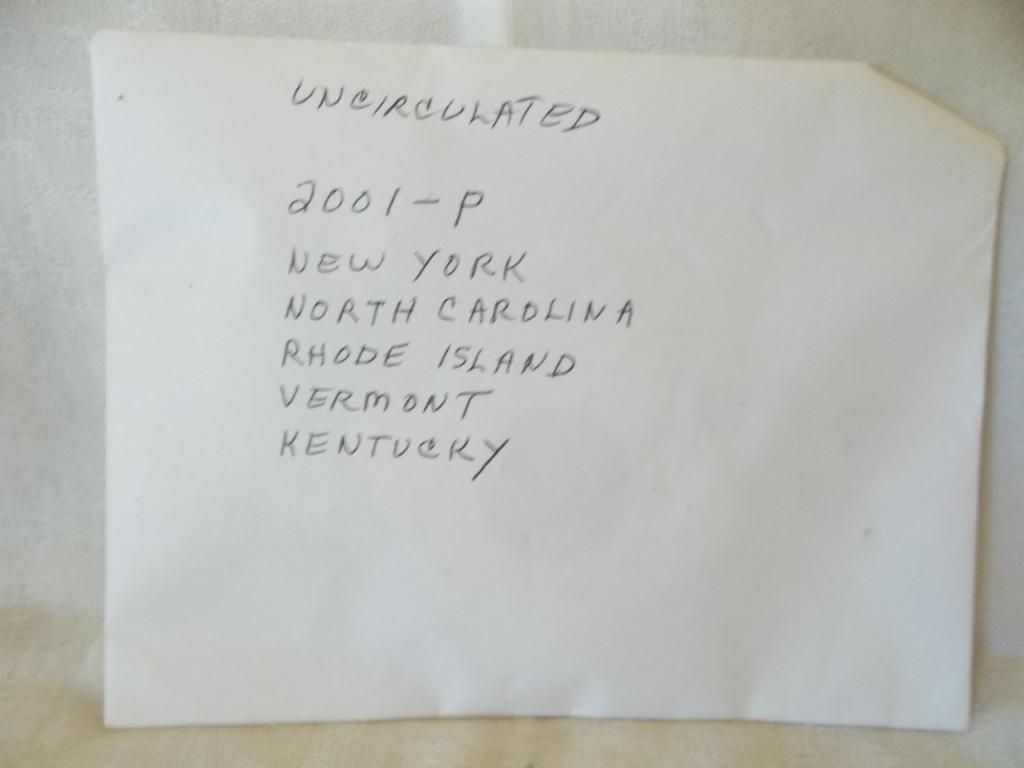 UNCIRCULATED
2001-P
NEW YORK
NORTH CAROLINA
RHODE ISLAND
VERMONT
KENTUCKY